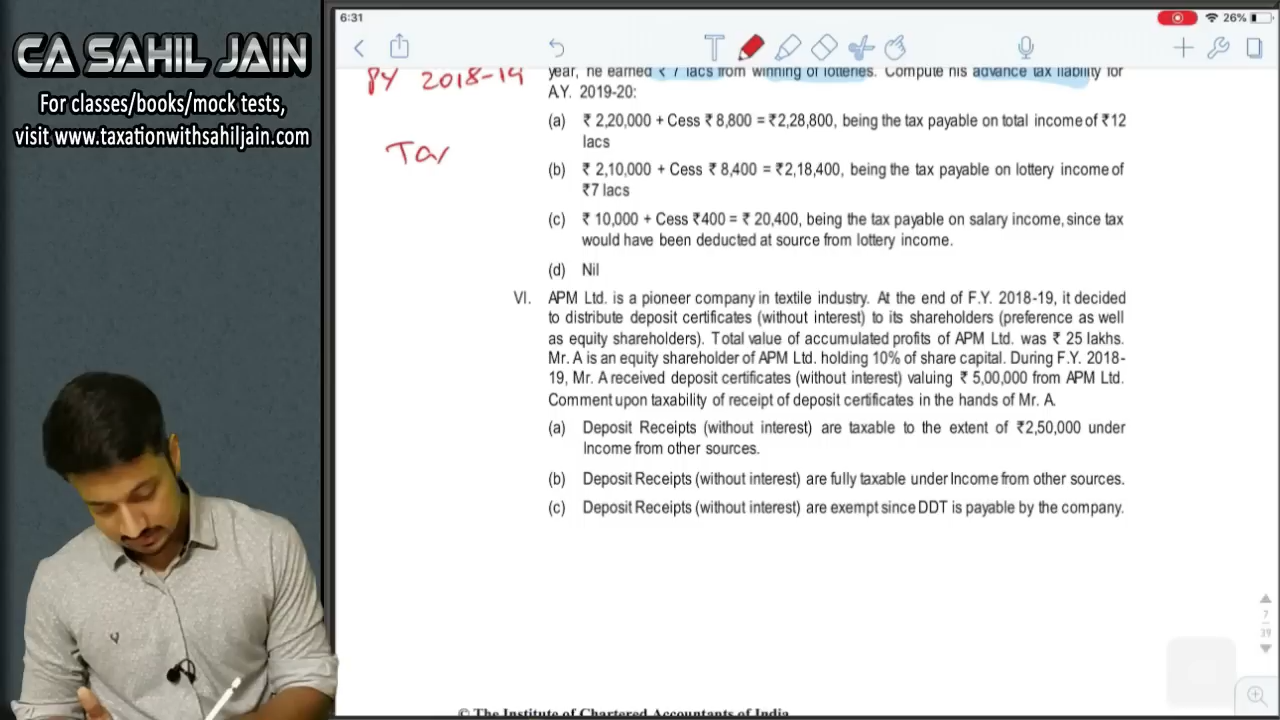 CA SAHIL JAIN
For classes/books/mock tests,
visit www.taxationwithsahiljain.com
6:31
26%
PY 2018-19
year, he earned ₹ 7 lacs from winning of lotteries. Compute his advance tax liability for
A.Y. 2019-20:
(a) ₹ 2,20,000 + Cess ₹ 8,800 = ₹2,28,800, being the tax payable on total income of ₹12
lacs
Tax
(b) ₹ 2,10,000 + Cess ₹ 8,400 = ₹2,18,400, being the tax payable on lottery income of
₹7 lacs
(c) ₹ 10,000 + Cess ₹400 = ₹ 20,400, being the tax payable on salary income, since tax
would have been deducted at source from lottery income.
(d) Nil
VI. APM Ltd. is a pioneer company in textile industry. At the end of F.Y. 2018-19, it decided
to distribute deposit certificates (without interest) to its shareholders (preference as well
as equity shareholders). Total value of accumulated profits of APM Ltd. was ₹ 25 lakhs.
Mr. A is an equity shareholder of APM Ltd. holding 10% of share capital. During F.Y. 2018-
19, Mr. A received deposit certificates (without interest) valuing ₹ 5,00,000 from APM Ltd.
Comment upon taxability of receipt of deposit certificates in the hands of Mr. A.
(a) Deposit Receipts (without interest) are taxable to the extent of ₹2,50,000 under
Income from other sources.
(b) Deposit Receipts (without interest) are fully taxable under Income from other sources.
(c) Deposit Receipts (without interest) are exempt since DDT is payable by the company.
7
39
© The Institute of Chartered Accountants of India